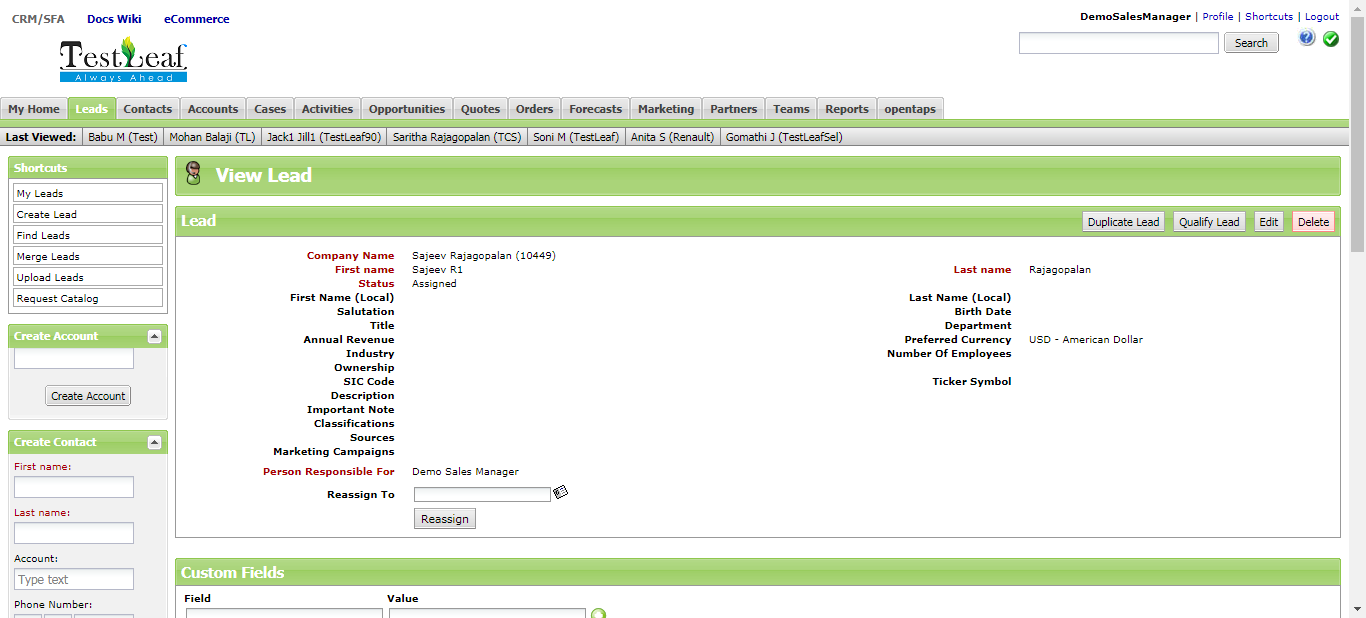 CRM/SFA Docs Wiki eCommerce
DemoSalesManager | Profile | Shortcuts | Logout
TestLeaf
Always Ahead
Search
My Home Leads Contacts Accounts Cases Activities Opportunities Quotes Orders Forecasts Marketing Partners Teams Reports opentaps
Last Viewed: Babu M (Test) Mohan Balaji (TL) Jack1 Jill1 (TestLeaf90) Saritha Rajagopalan (TCS) Soni M (TestLeaf) Anita S (Renault) Gomathi J (TestLeafSel)
Shortcuts
My Leads
Create Lead
Find Leads
Merge Leads
Upload Leads
Request Catalog
Create Account
Create Account
Create Contact
First name:
Last name:
Account:
Type text
Phone Number:
View Lead
Lead Duplicate Lead Qualify Lead Edit Delete
Company Name Sajeev Rajagopalan (10449)
First name Sajeev R1 Last name Rajagopalan
Status Assigned
First Name (Local) Last Name (Local)
Salutation Birth Date
Title Department
Annual Revenue Preferred Currency USD - American Dollar
Industry Number Of Employees
Ownership
SIC Code Ticker Symbol
Description
Important Note
Classifications
Sources
Marketing Campaigns
Person Responsible For Demo Sales Manager
Reassign To
Reassign
Custom Fields
Field Value